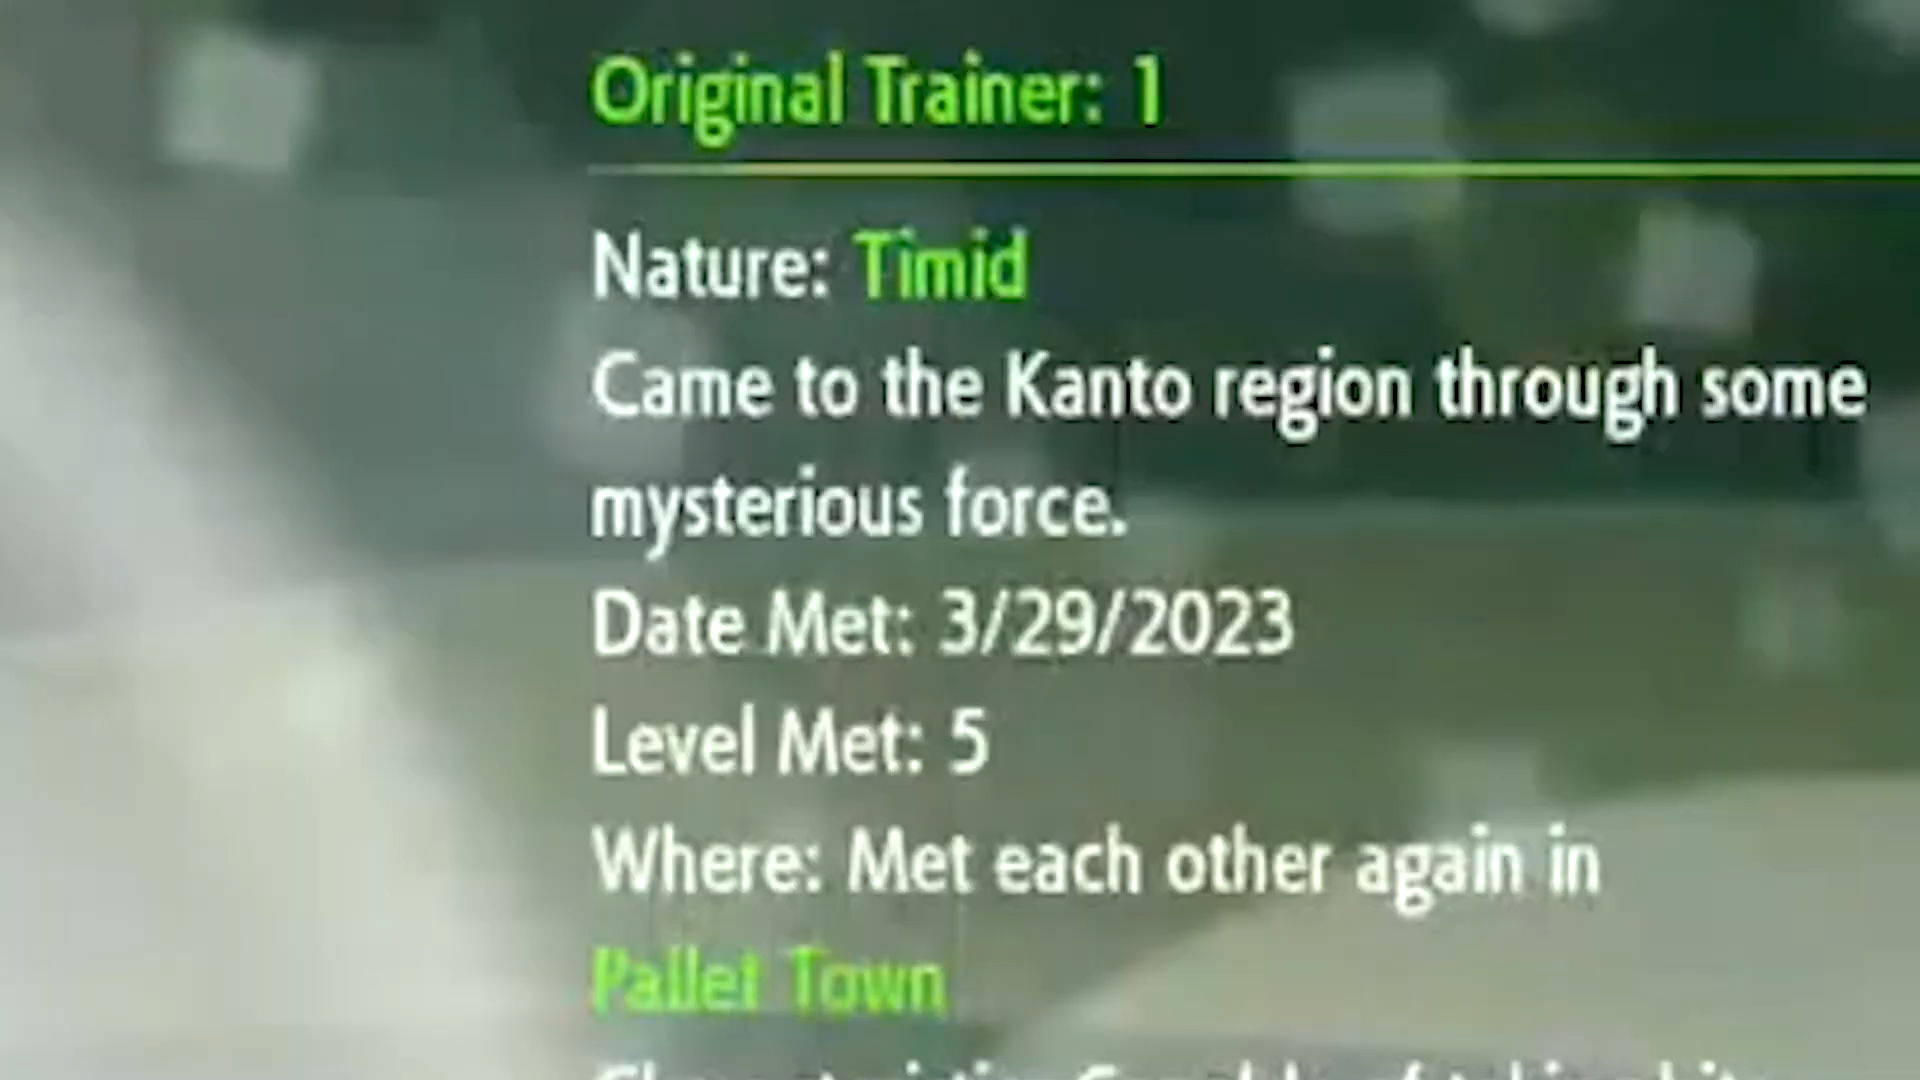 Original Trainer: 1
Nature: Timid
Came to the Kanto region through some
mysterious force.
Date Met: 3/29/2023
Level Met: 5
Where: Met each other again in
Pallet Town